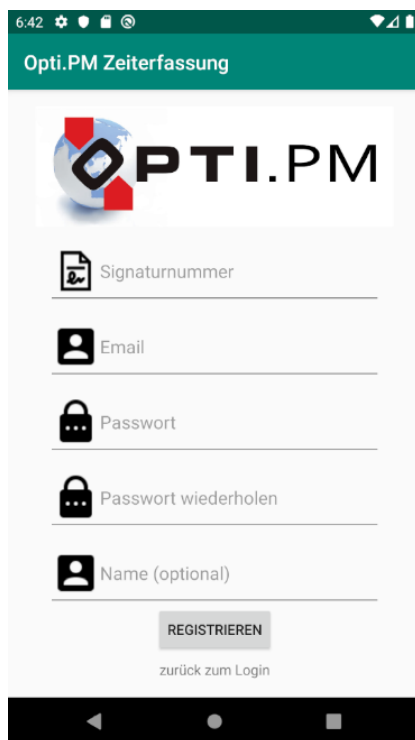 6:42
Opti.PM Zeiterfassung
OPTI.PM
Signaturnummer
Email
Passwort
Passwort wiederholen
Name (optional)
REGISTRIEREN
zurück zum Login